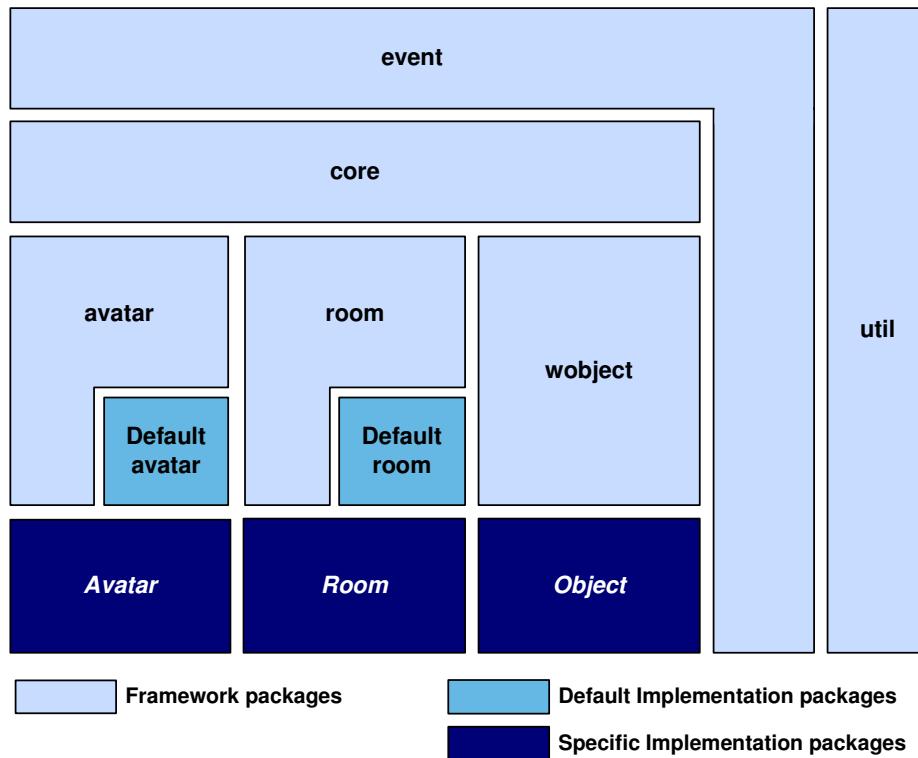 event
core
avatar
room
util
wobject
Default
avatar
Default
room
Avatar
Room
Object
Framework packages
Default Implementation packages
Specific Implementation packages